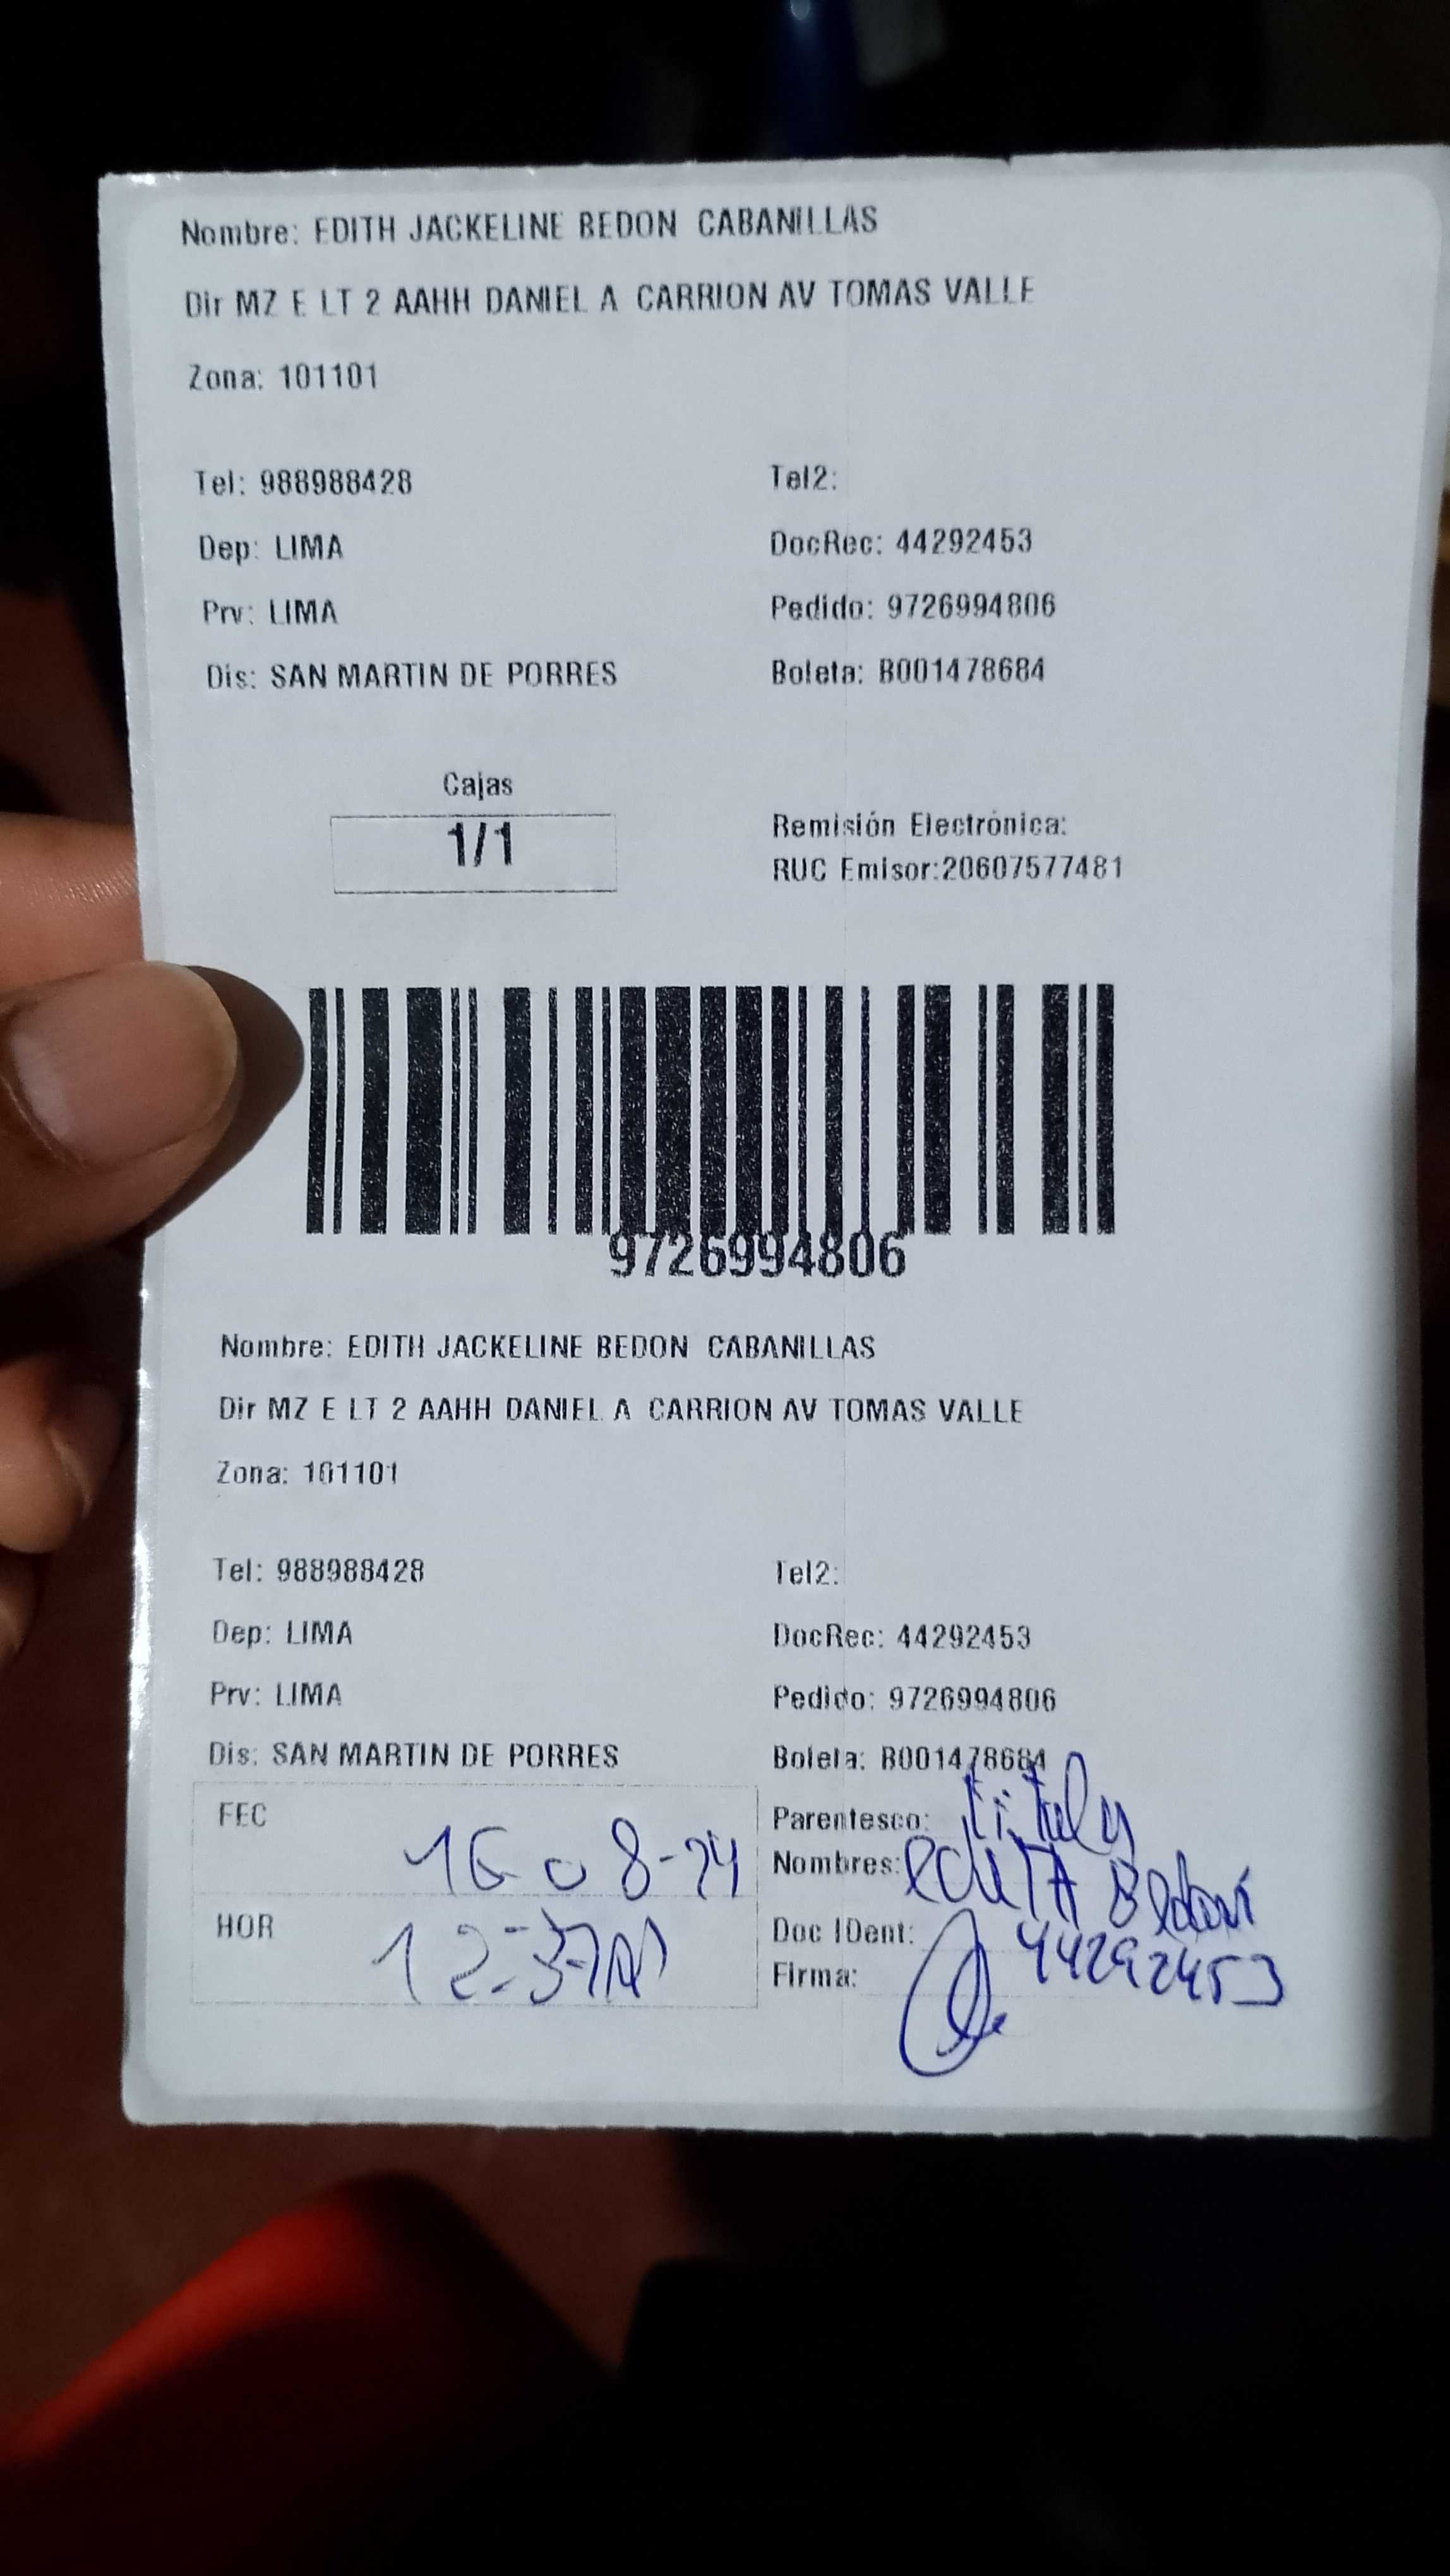 Nombre: EDITH JACKELINE BEDON CABANILLAS
Dir MZ E LT 2 AAHH DANIEL A CARRION AV TOMAS VALLE
Zona: 101101
Tel: 988988428 Tel2:
Dep: LIMA DocRec: 44292453
Prv: LIMA Pedido: 9726994806
Dis: SAN MARTIN DE PORRES Boleta: B001478684
Cajas
1/1
Remisión Electrónica:
RUC Emisor:20607577481
9726994806
Nombre: EDITH JACKELINE BEDON CABANILLAS
Dir MZ E LT 2 AAHH DANIEL A CARRION AV TOMAS VALLE
Zona: 101101
Tel: 988988428 Tel2:
Dep: LIMA DocRec: 44292453
Prv: LIMA Pedido: 9726994806
Dis: SAN MARTIN DE PORRES Boleta: B001478684
FEC
Parentesco:
Nombres:
HOR
Doc IDent: 44292453
Firma: